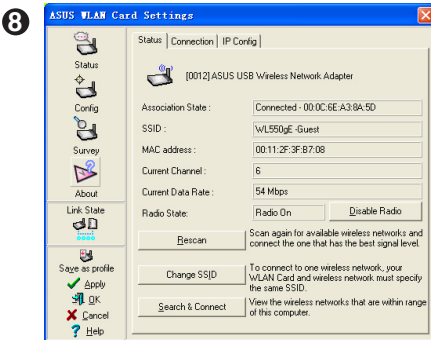 8
ASUS WLAN Card Settings
Status
Config
Survey
About
Link State
Save as profile
Apply
OK
Cancel
Help
Status Connection IP Config
[0012] ASUS USB Wireless Network Adapter
Association State : Connected - 00:0C:6E:A3:8A:5D
SSID : WL550gE -Guest
MAC address : 00:11:2F:3F:B7:08
Current Channel : 6
Current Data Rate : 54 Mbps
Radio State: Radio On Disable Radio
Rescan
Scan again for available wireless networks and
connect the one that has the best signal level.
Change SSID
To connect to one wireless network, your
WLAN Card and wireless network must specify
the same SSID.
Search & Connect
View the wireless networks that are within range
of this computer.